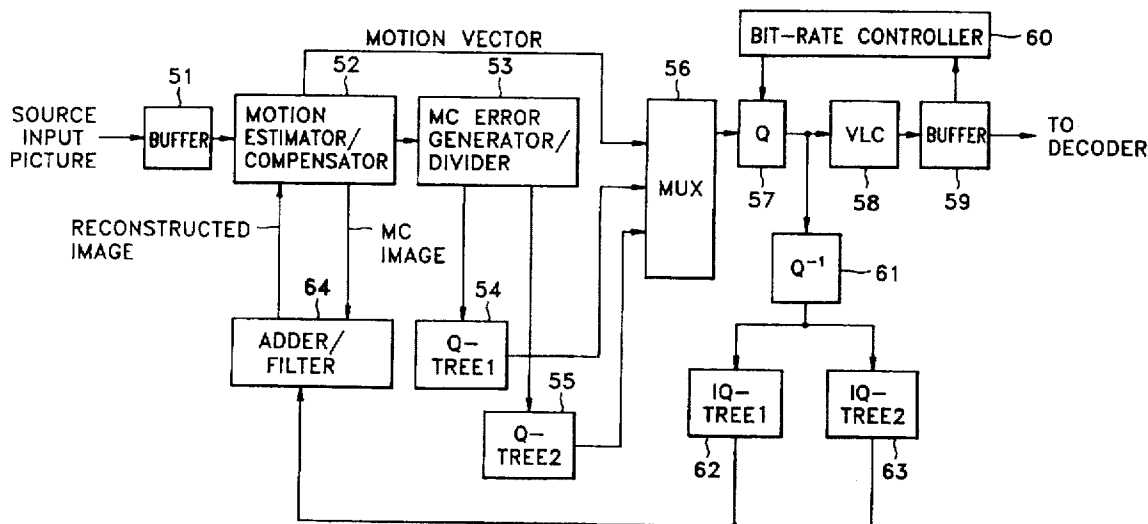 MOTION VECTOR
BIT-RATE CONTROLLER
60
51
52
53
56
SOURCE
INPUT
PICTURE
BUFFER
MOTION
ESTIMATOR/
COMPENSATOR
MC ERROR
GENERATOR/
DIVIDER
MUX
Q
VLC
BUFFER
TO
DECODER
57
58
59
RECONSTRUCTED
IMAGE
MC
IMAGE
Q⁻¹
61
64
54
ADDER/
FILTER
Q-
TREE1
55
Q-
TREE2
IQ-
TREE1
IQ-
TREE2
62
63